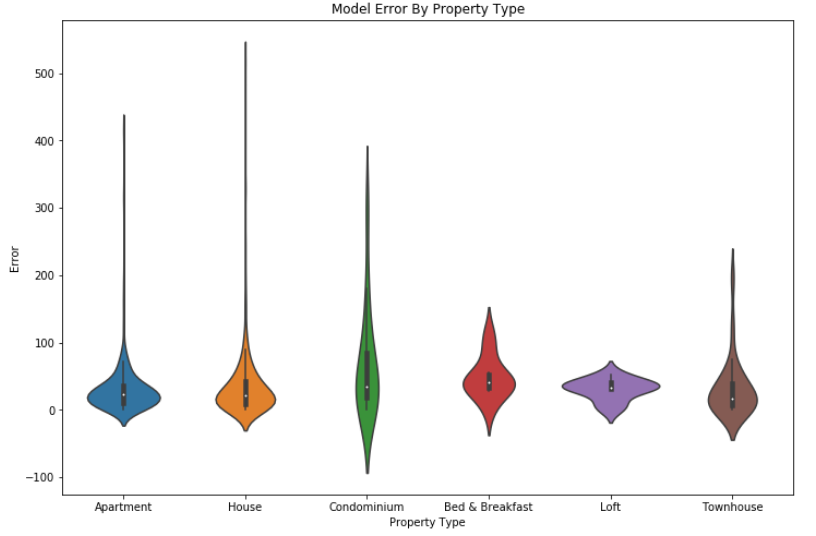 Model Error By Property Type
500
400
300
200
100
0
−100
Error
Apartment House Condominium Bed & Breakfast Loft Townhouse
Property Type